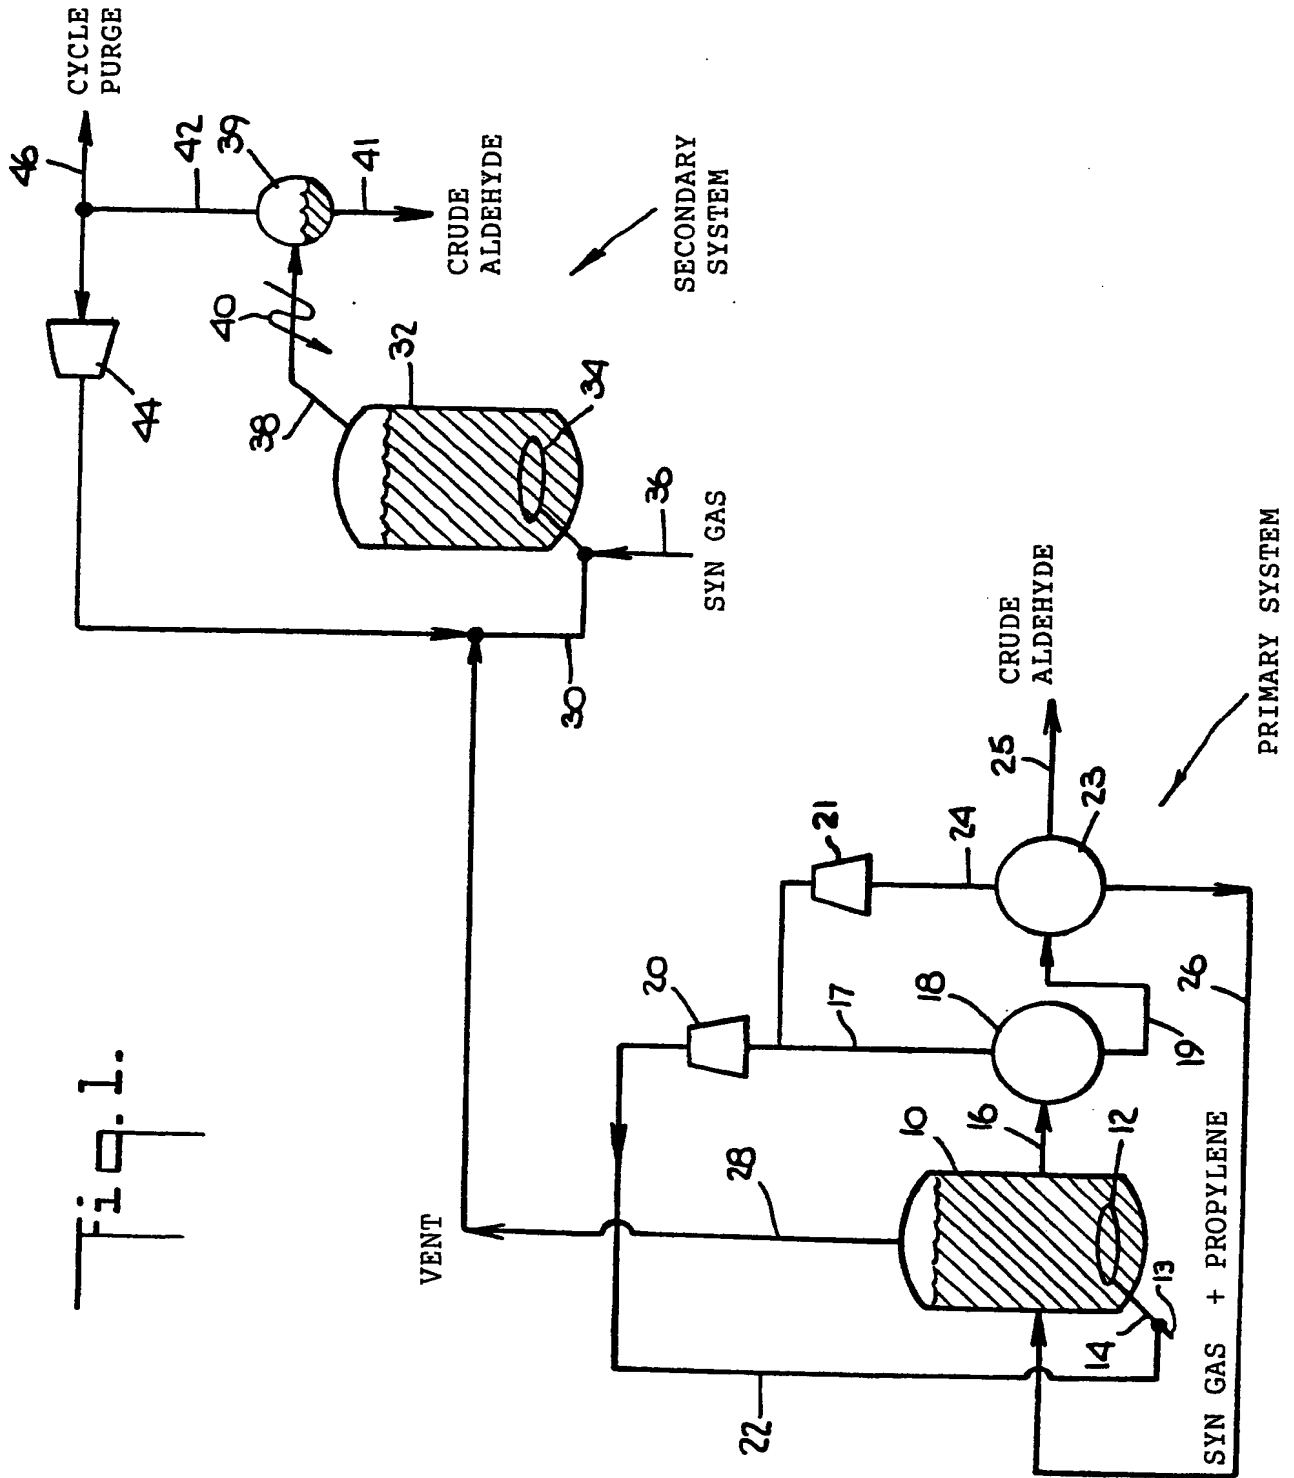 Fig. 1.
CYCLE
PURGE
46
42
39
41
CRUDE
ALDEHYDE
SECONDARY
SYSTEM
44
40
38
32
34
36
SYN GAS
30
VENT
28
20
21
17
24
25
CRUDE
ALDEHYDE
23
18
19
26
16
10
12
13
14
22
SYN GAS + PROPYLENE
PRIMARY SYSTEM